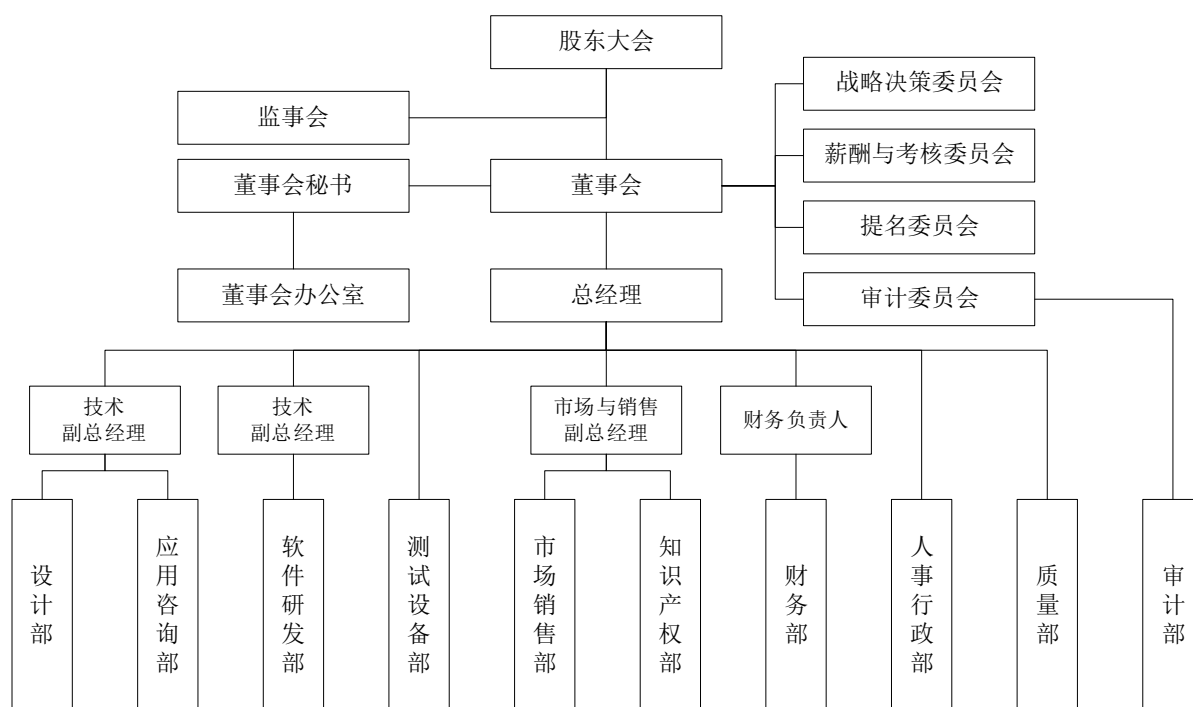 股东大会
战略决策委员会
监事会
薪酬与考核委员会
董事会秘书
董事会
提名委员会
董事会办公室
总经理
审计委员会
技术
副总经理
技术
副总经理
市场与销售
副总经理
财务负责人
设计部
应用咨询部
软件研发部
测试设备部
市场销售部
知识产权部
财务部
人事行政部
质量部
审计部